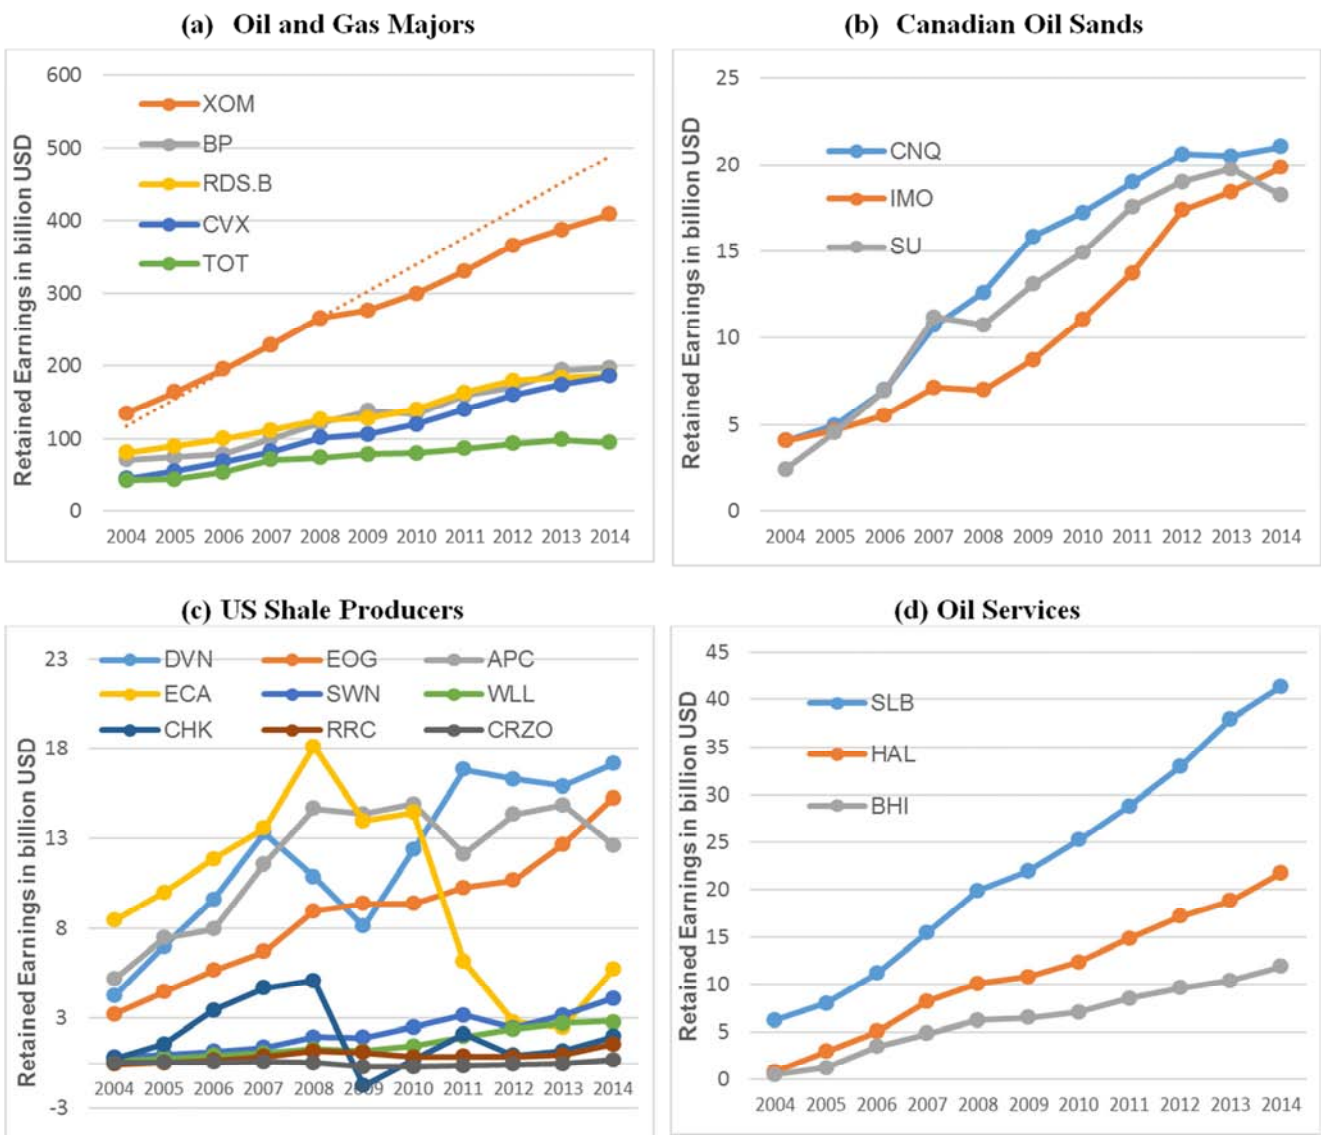 (a) Oil and Gas Majors
Retained Earnings in billion USD
600
500
400
300
200
100
0
XOM
BP
RDS.B
CVX
TOT
2004 2005 2006 2007 2008 2009 2010 2011 2012 2013 2014
(b) Canadian Oil Sands
Retained Earnings in billion USD
25
20
15
10
5
0
CNQ
IMO
SU
2004 2005 2006 2007 2008 2009 2010 2011 2012 2013 2014
(c) US Shale Producers
Retained Earnings in billion USD
23
18
13
8
3
-3
DVN EOG APC
ECA SWN WLL
CHK RRC CRZO
2004 2005 2006 2007 2008 2009 2010 2011 2012 2013 2014
(d) Oil Services
Retained Earnings in billion USD
45
40
35
30
25
20
15
10
5
0
SLB
HAL
BHI
2004 2005 2006 2007 2008 2009 2010 2011 2012 2013 2014